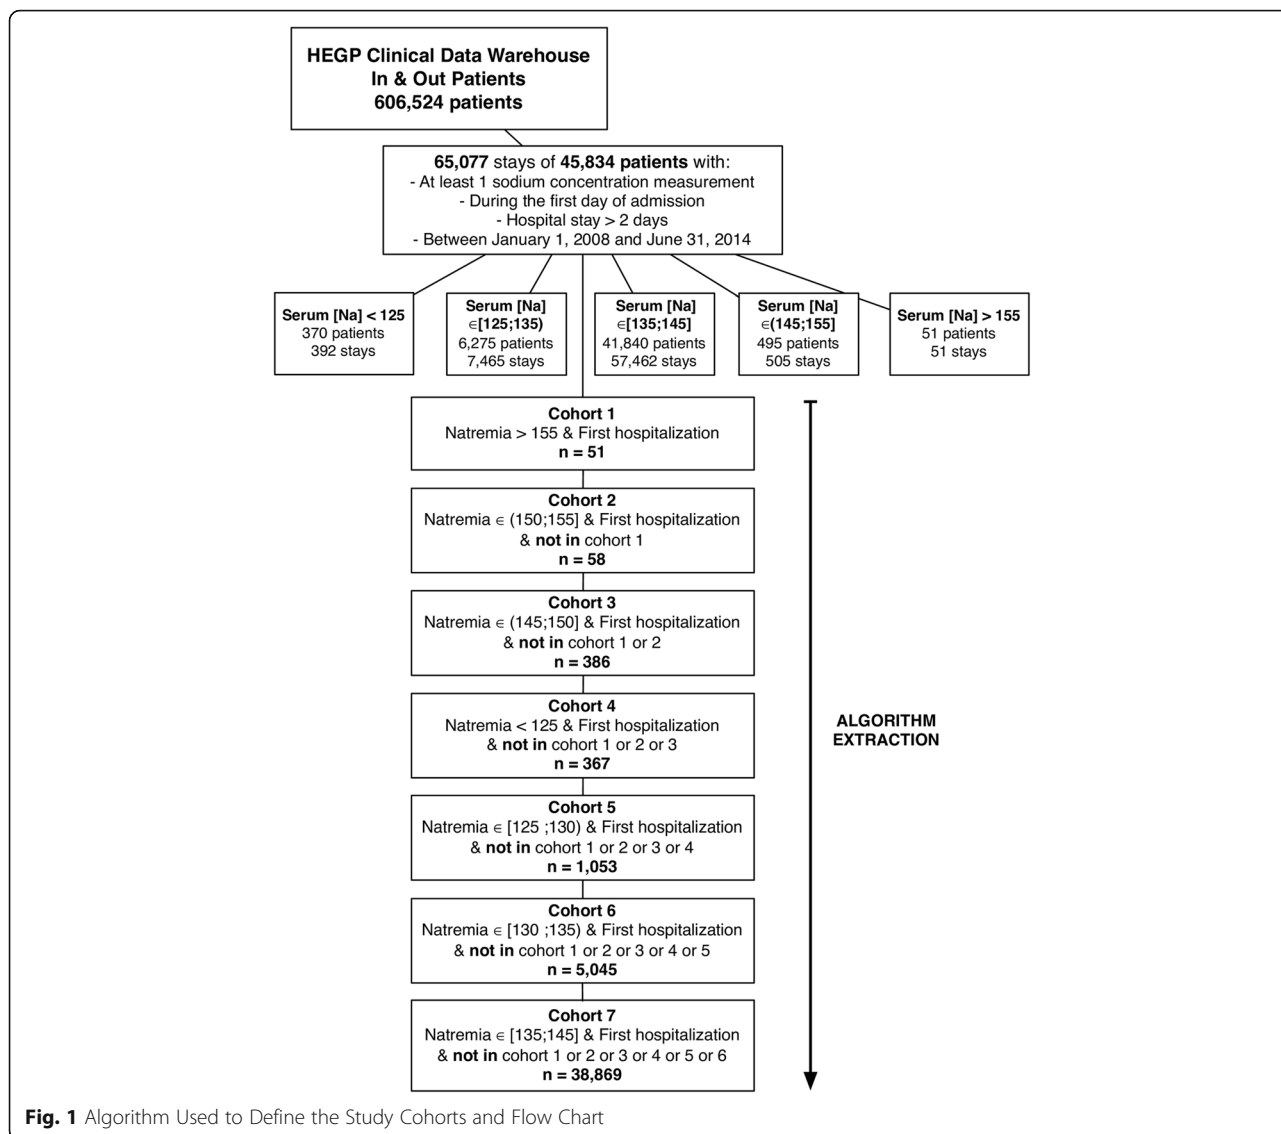 HEGP Clinical Data Warehouse
In & Out Patients
606,524 patients
65,077 stays of 45,834 patients with:
- At least 1 sodium concentration measurement
- During the first day of admission
- Hospital stay > 2 days
- Between January 1, 2008 and June 31, 2014
Serum [Na] < 125
370 patients
392 stays
Serum [Na]
∈[125;135)
6,275 patients
7,465 stays
Serum [Na]
∈[135;145]
41,840 patients
57,462 stays
Serum [Na]
∈(145;155]
495 patients
505 stays
Serum [Na] > 155
51 patients
51 stays
Cohort 1
Natremia > 155 & First hospitalization
n = 51
Cohort 2
Natremia ∈ (150;155] & First hospitalization
& not in cohort 1
n = 58
Cohort 3
Natremia ∈ (145;150] & First hospitalization
& not in cohort 1 or 2
n = 386
Cohort 4
Natremia < 125 & First hospitalization
& not in cohort 1 or 2 or 3
n = 367
Cohort 5
Natremia ∈ [125 ;130) & First hospitalization
& not in cohort 1 or 2 or 3 or 4
n = 1,053
Cohort 6
Natremia ∈ [130 ;135) & First hospitalization
& not in cohort 1 or 2 or 3 or 4 or 5
n = 5,045
Cohort 7
Natremia ∈ [135;145] & First hospitalization
& not in cohort 1 or 2 or 3 or 4 or 5 or 6
n = 38,869
ALGORITHM
EXTRACTION
Fig. 1 Algorithm Used to Define the Study Cohorts and Flow Chart